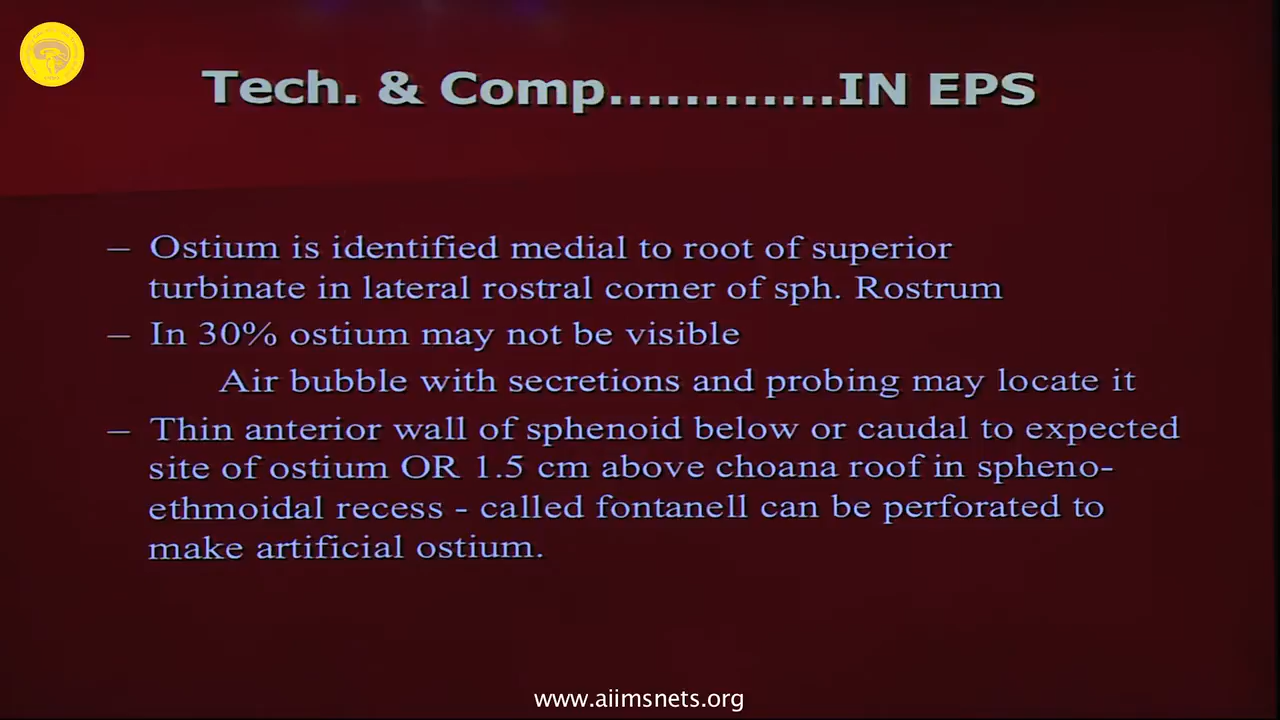 Tech. & Comp............IN EPS
– Ostium is identified medial to root of superior
turbinate in lateral rostral corner of sph. Rostrum
– In 30% ostium may not be visible
Air bubble with secretions and probing may locate it
– Thin anterior wall of sphenoid below or caudal to expected
site of ostium OR 1.5 cm above choana roof in spheno-
ethmoidal recess - called fontanell can be perforated to
make artificial ostium.
www.aiimsnets.org